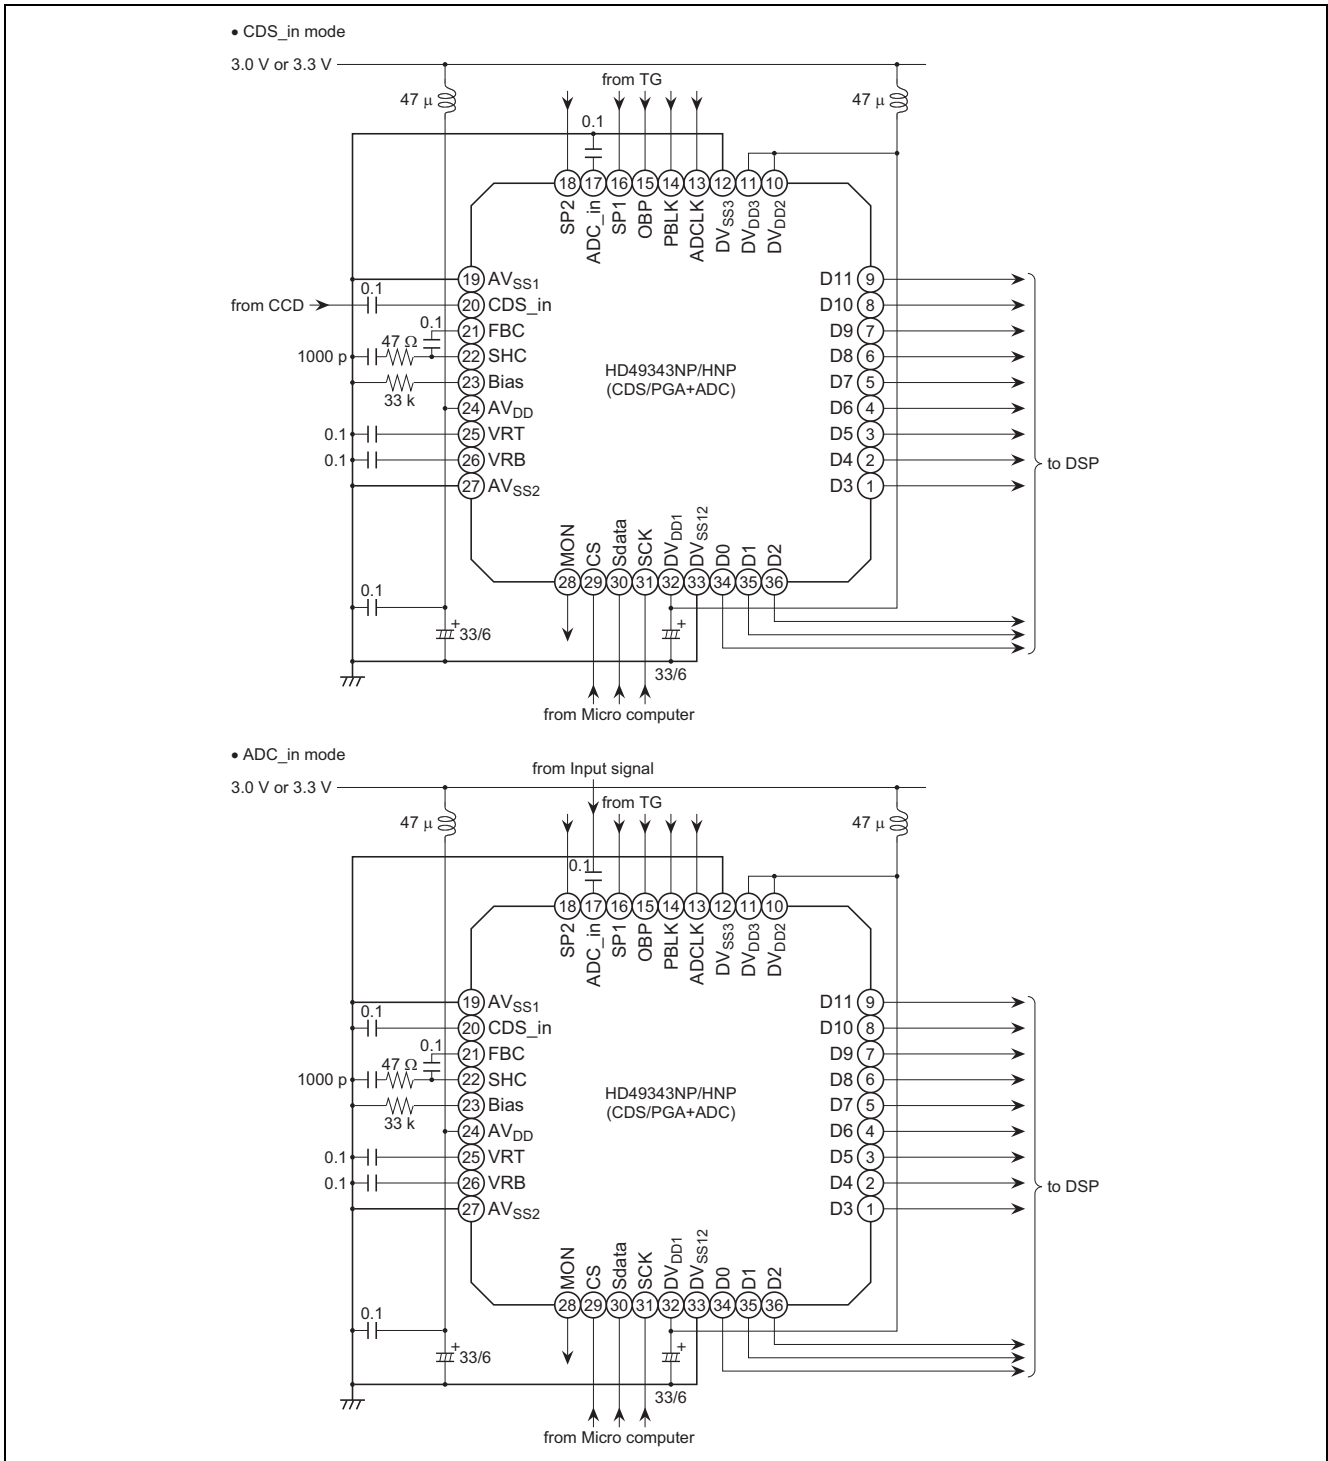 • CDS_in mode
3.0 V or 3.3 V
from TG
47 μ
47 μ
0.1
18 17 16 15 14 13 12 11 10
SP2 ADC_in SP1 OBP PBLK ADCLK DVSS3 DVDD3 DVDD2
19 AVSS1
D11 9
0.1
from CCD
20 CDS_in
D10 8
0.1
21 FBC
D9 7
1000 p
47 Ω
22 SHC
D8 6
HD49343NP/HNP
(CDS/PGA+ADC)
23 Bias
D7 5
33 k
24 AVDD
D6 4
0.1
25 VRT
D5 3
0.1
26 VRB
D4 2
to DSP
27 AVSS2
D3 1
MON CS Sdata SCK DVDD1 DVSS12 D0 D1 D2
28 29 30 31 32 33 34 35 36
0.1
+
33/6
+
33/6
from Micro computer
• ADC_in mode
from Input signal
3.0 V or 3.3 V
from TG
47 μ
47 μ
0.1
18 17 16 15 14 13 12 11 10
SP2 ADC_in SP1 OBP PBLK ADCLK DVSS3 DVDD3 DVDD2
19 AVSS1
D11 9
0.1
20 CDS_in
D10 8
0.1
21 FBC
D9 7
1000 p
47 Ω
22 SHC
D8 6
HD49343NP/HNP
(CDS/PGA+ADC)
23 Bias
D7 5
33 k
24 AVDD
D6 4
0.1
25 VRT
D5 3
0.1
26 VRB
D4 2
to DSP
27 AVSS2
D3 1
MON CS Sdata SCK DVDD1 DVSS12 D0 D1 D2
28 29 30 31 32 33 34 35 36
0.1
+
33/6
+
33/6
from Micro computer